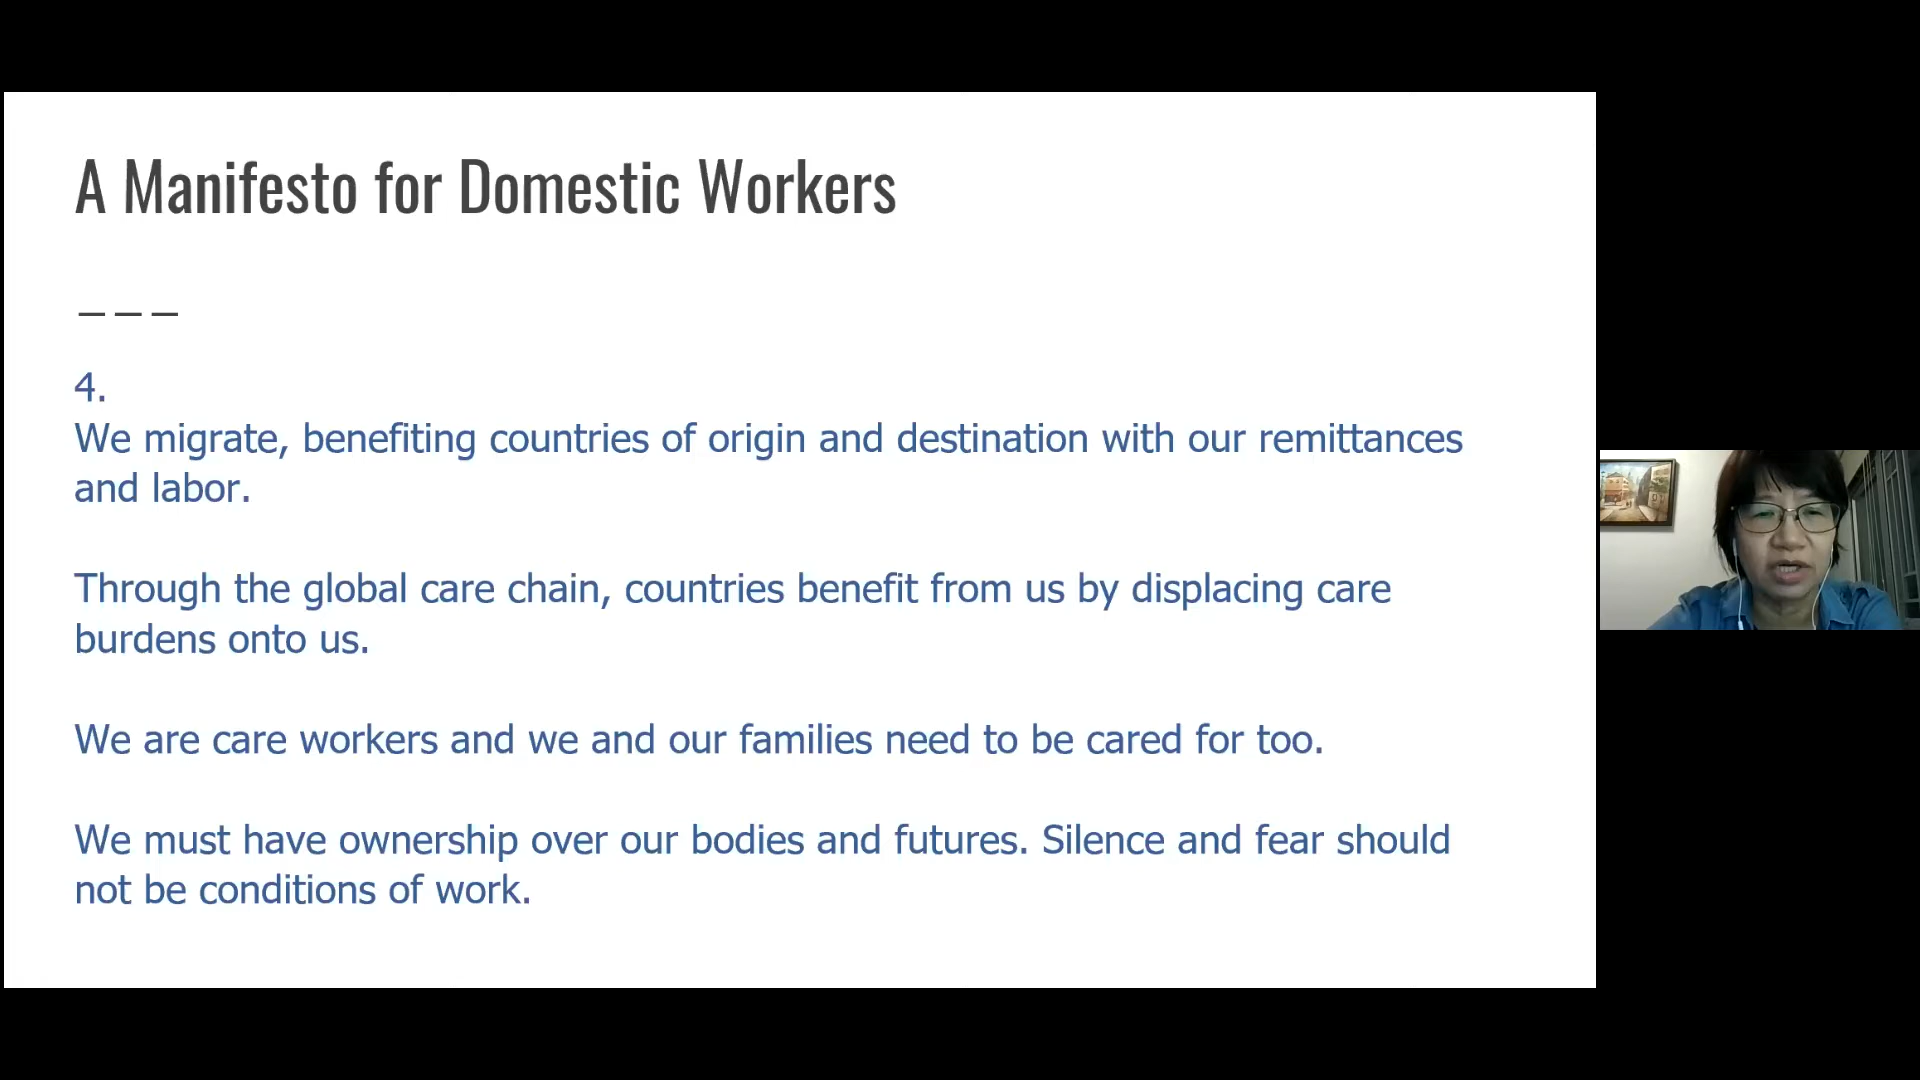 A Manifesto for Domestic Workers
4.
We migrate, benefiting countries of origin and destination with our remittances
and labor.
Through the global care chain, countries benefit from us by displacing care
burdens onto us.
We are care workers and we and our families need to be cared for too.
We must have ownership over our bodies and futures. Silence and fear should
not be conditions of work.